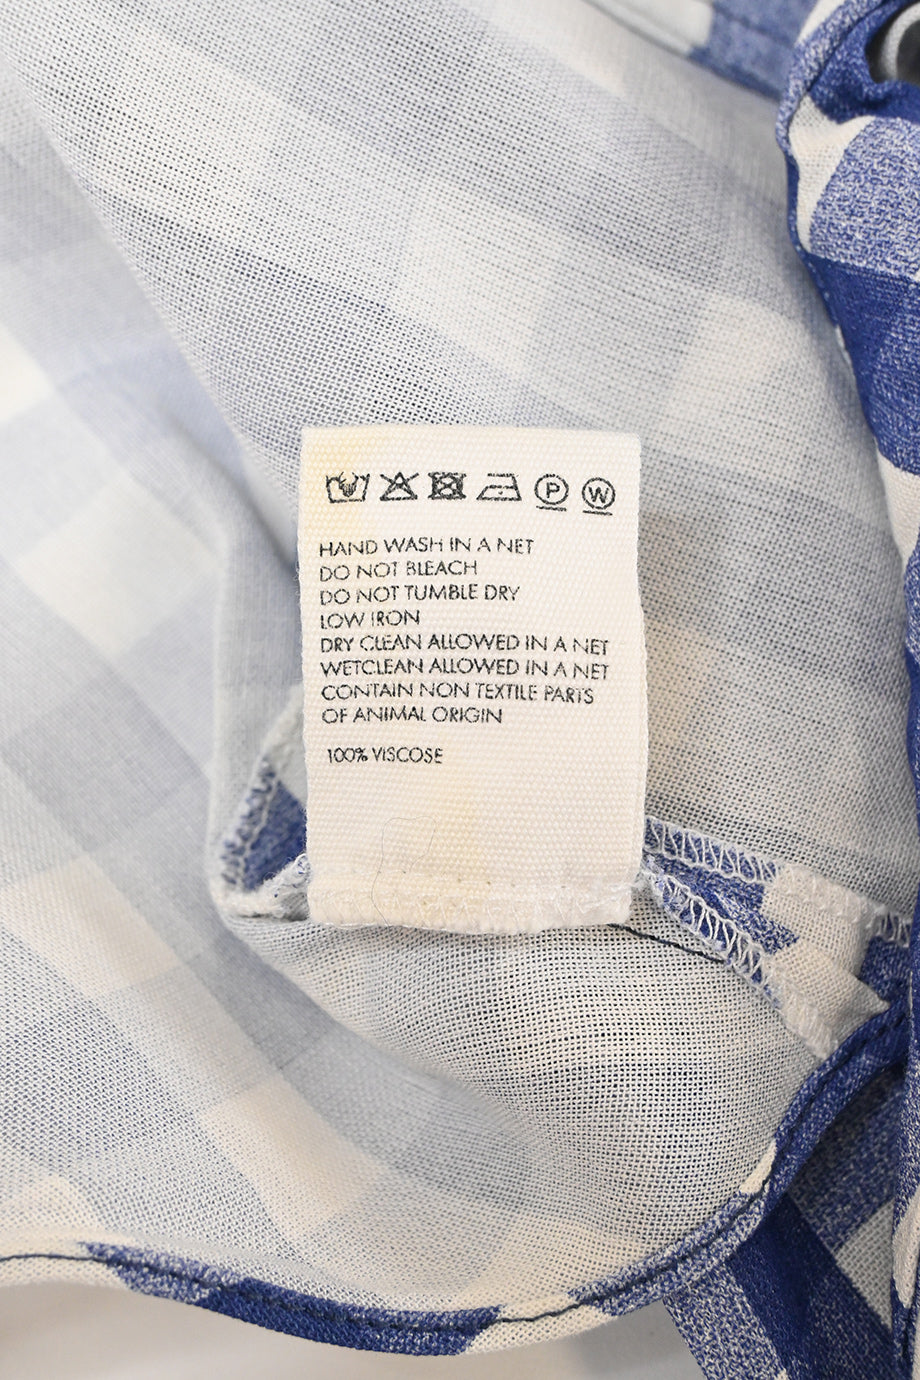 P W
HAND WASH IN A NET
DO NOT BLEACH
DO NOT TUMBLE DRY
LOW IRON
DRY CLEAN ALLOWED IN A NET
WETCLEAN ALLOWED IN A NET
CONTAIN NON TEXTILE PARTS
OF ANIMAL ORIGIN
100% VISCOSE